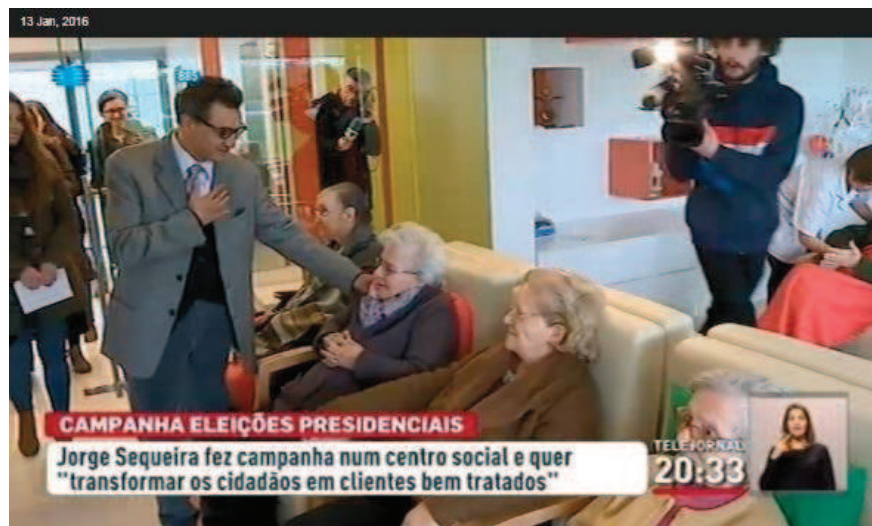 13 Jan, 2016
CAMPANHA ELEIÇÕES PRESIDENCIAIS
Jorge Sequeira fez campanha num centro social e quer
"transformar os cidadãos em clientes bem tratados"
TELEJORNAL
20:33